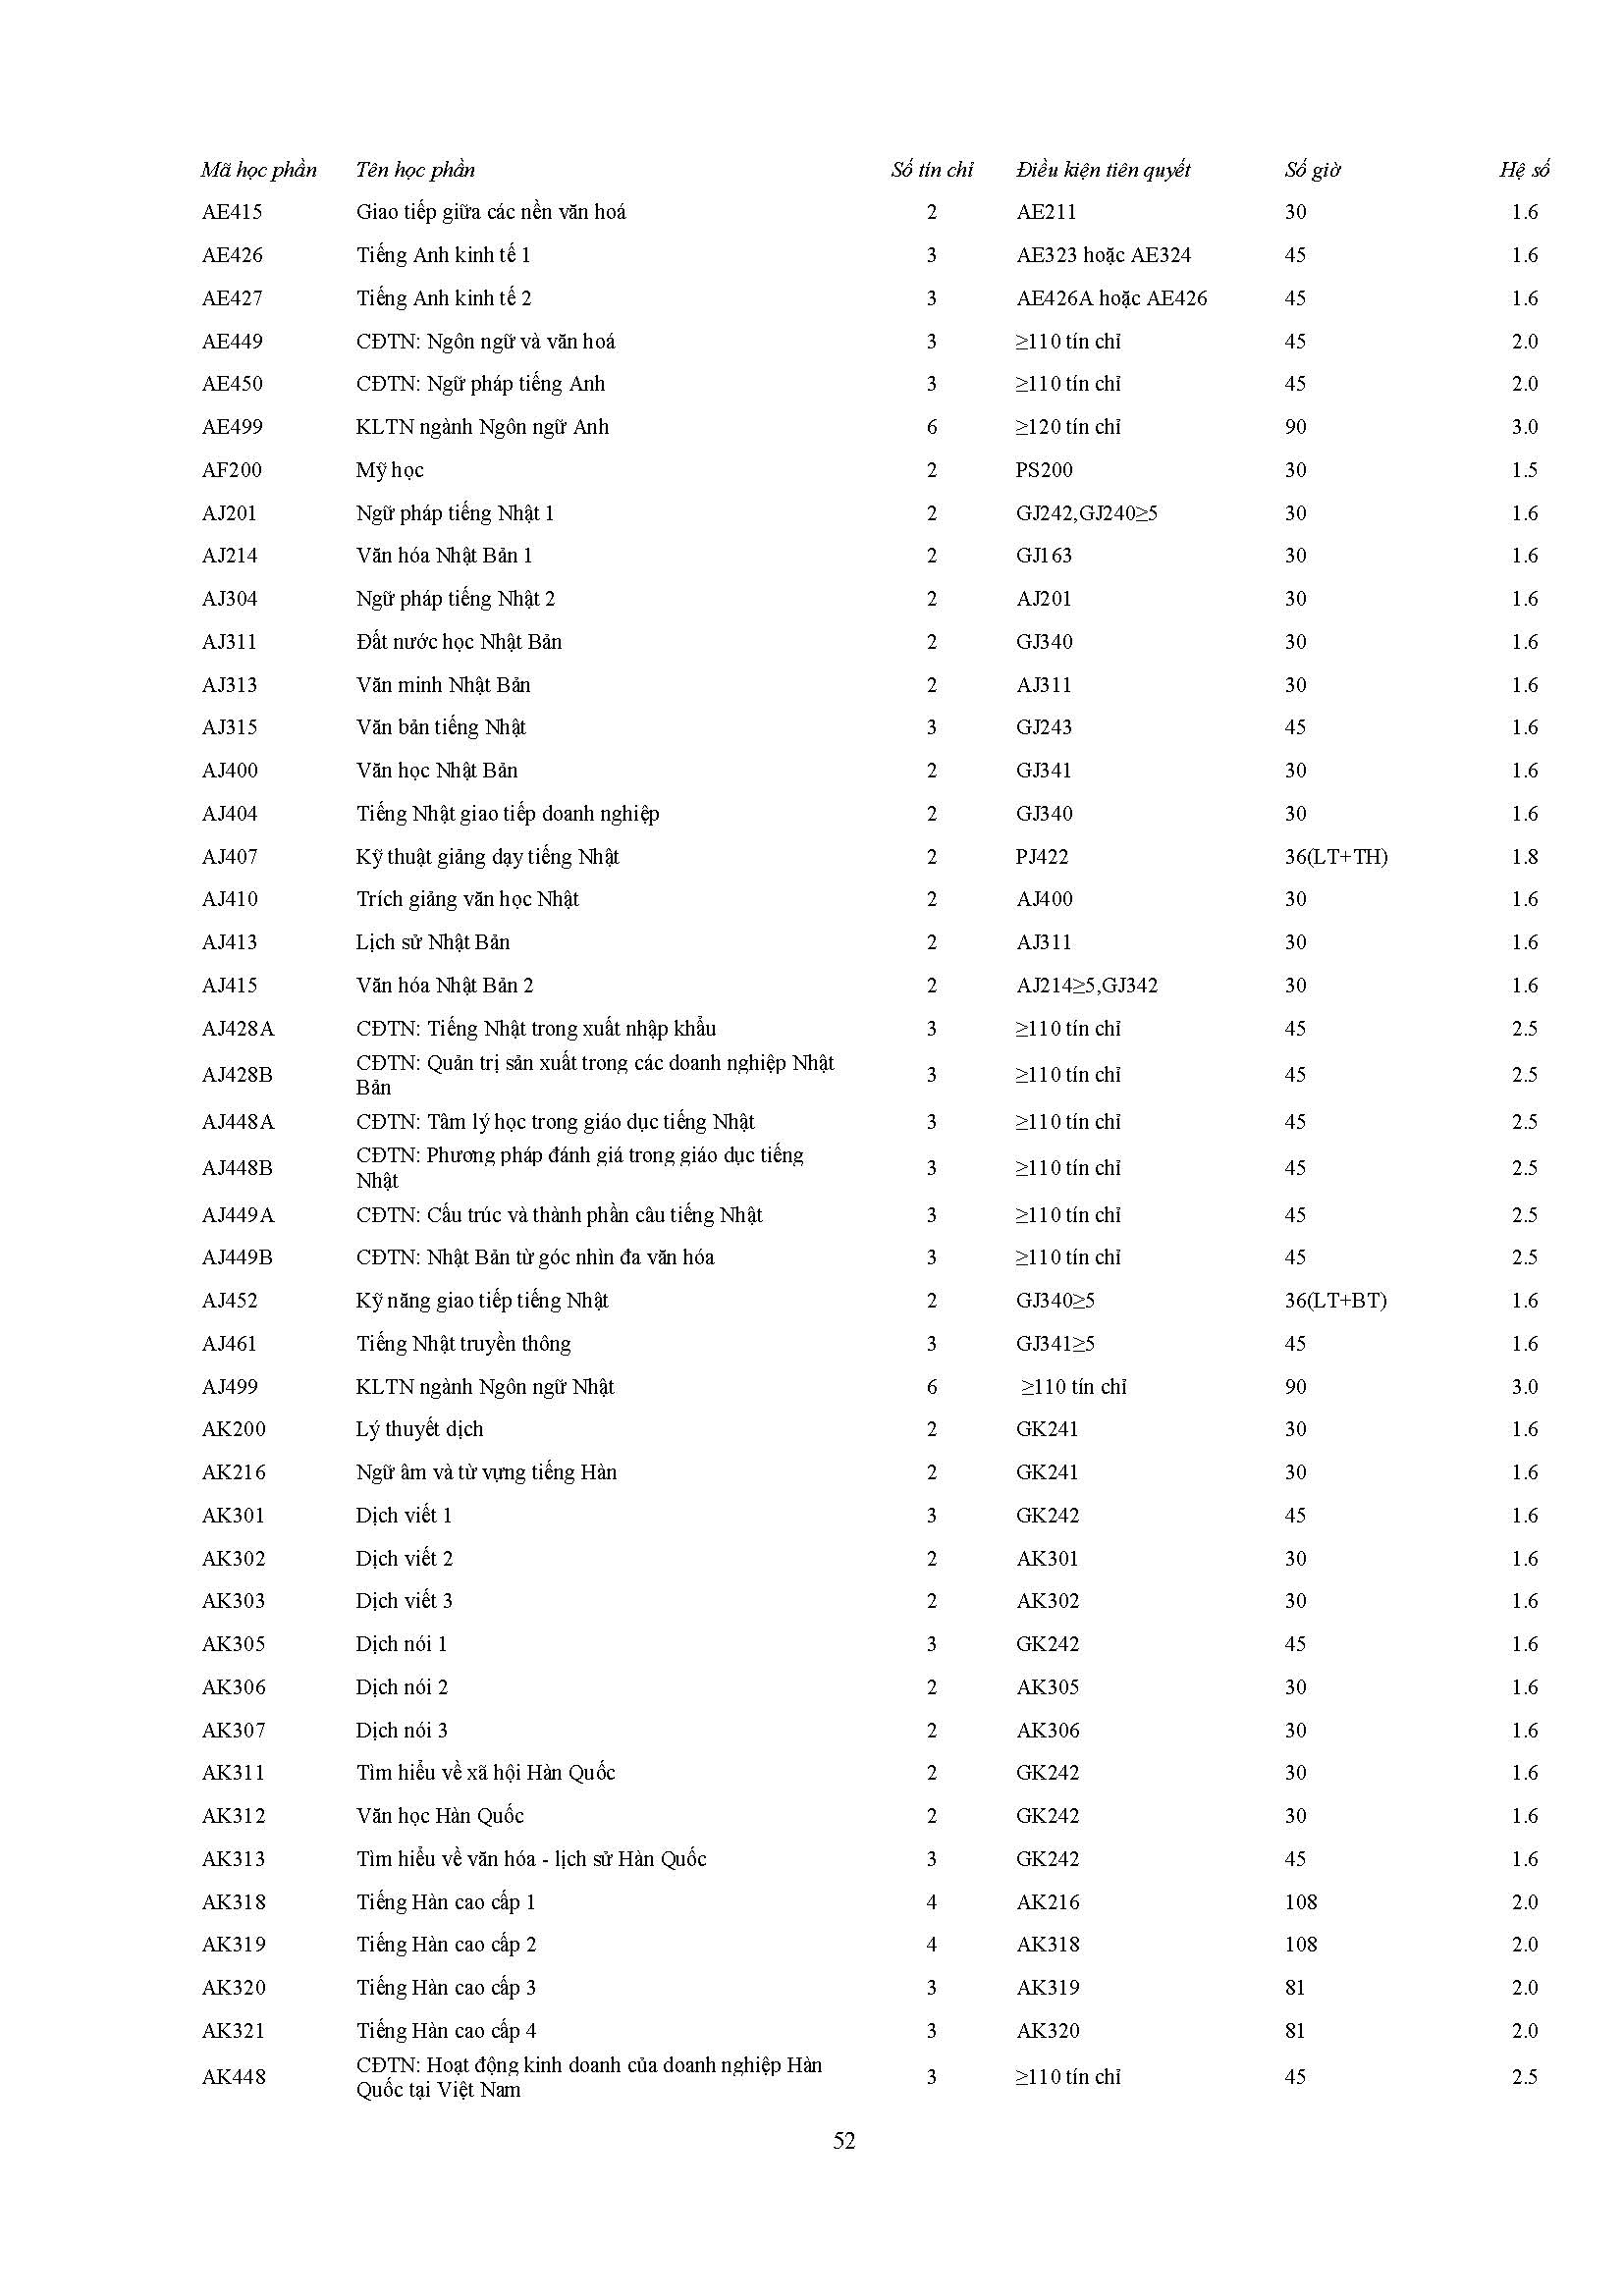 Mã học phần Tên học phần Số tín chỉ Điều kiện tiên quyết Số giờ Hệ số
AE415 Giao tiếp giữa các nền văn hoá 2 AE211 30 1.6
AE426 Tiếng Anh kinh tế 1 3 AE323 hoặc AE324 45 1.6
AE427 Tiếng Anh kinh tế 2 3 AE426A hoặc AE426 45 1.6
AE449 CĐTN: Ngôn ngữ và văn hoá 3 ≥110 tín chỉ 45 2.0
AE450 CĐTN: Ngữ pháp tiếng Anh 3 ≥110 tín chỉ 45 2.0
AE499 KLTN ngành Ngôn ngữ Anh 6 ≥120 tín chỉ 90 3.0
AF200 Mỹ học 2 PS200 30 1.5
AJ201 Ngữ pháp tiếng Nhật 1 2 GJ242,GJ240≥5 30 1.6
AJ214 Văn hóa Nhật Bản 1 2 GJ163 30 1.6
AJ304 Ngữ pháp tiếng Nhật 2 2 AJ201 30 1.6
AJ311 Đất nước học Nhật Bản 2 GJ340 30 1.6
AJ313 Văn minh Nhật Bản 2 AJ311 30 1.6
AJ315 Văn bản tiếng Nhật 3 GJ243 45 1.6
AJ400 Văn học Nhật Bản 2 GJ341 30 1.6
AJ404 Tiếng Nhật giao tiếp doanh nghiệp 2 GJ340 30 1.6
AJ407 Kỹ thuật giảng dạy tiếng Nhật 2 PJ422 36(LT+TH) 1.8
AJ410 Trích giảng văn học Nhật 2 AJ400 30 1.6
AJ413 Lịch sử Nhật Bản 2 AJ311 30 1.6
AJ415 Văn hóa Nhật Bản 2 2 AJ214≥5,GJ342 30 1.6
AJ428A CĐTN: Tiếng Nhật trong xuất nhập khẩu 3 ≥110 tín chỉ 45 2.5
CĐTN: Quản trị sản xuất trong các doanh nghiệp Nhật
AJ428B 3 ≥110 tín chỉ 45 2.5
Bản
AJ448A CĐTN: Tâm lý học trong giáo dục tiếng Nhật 3 ≥110 tín chỉ 45 2.5
CĐTN: Phương pháp đánh giá trong giáo dục tiếng
AJ448B 3 ≥110 tín chỉ 45 2.5
Nhật
AJ449A CĐTN: Cấu trúc và thành phần câu tiếng Nhật 3 ≥110 tín chỉ 45 2.5
AJ449B CĐTN: Nhật Bản từ góc nhìn đa văn hóa 3 ≥110 tín chỉ 45 2.5
AJ452 Kỹ năng giao tiếp tiếng Nhật 2 GJ340≥5 36(LT+BT) 1.6
AJ461 Tiếng Nhật truyền thông 3 GJ341≥5 45 1.6
AJ499 KLTN ngành Ngôn ngữ Nhật 6 ≥110 tín chỉ 90 3.0
AK200 Lý thuyết dịch 2 GK241 30 1.6
AK216 Ngữ âm và từ vựng tiếng Hàn 2 GK241 30 1.6
AK301 Dịch viết 1 3 GK242 45 1.6
AK302 Dịch viết 2 2 AK301 30 1.6
AK303 Dịch viết 3 2 AK302 30 1.6
AK305 Dịch nói 1 3 GK242 45 1.6
AK306 Dịch nói 2 2 AK305 30 1.6
AK307 Dịch nói 3 2 AK306 30 1.6
AK311 Tìm hiểu về xã hội Hàn Quốc 2 GK242 30 1.6
AK312 Văn học Hàn Quốc 2 GK242 30 1.6
AK313 Tìm hiểu về văn hóa - lịch sử Hàn Quốc 3 GK242 45 1.6
AK318 Tiếng Hàn cao cấp 1 4 AK216 108 2.0
AK319 Tiếng Hàn cao cấp 2 4 AK318 108 2.0
AK320 Tiếng Hàn cao cấp 3 3 AK319 81 2.0
AK321 Tiếng Hàn cao cấp 4 3 AK320 81 2.0
CĐTN: Hoạt động kinh doanh của doanh nghiệp Hàn
AK448 3 ≥110 tín chỉ 45 2.5
Quốc tại Việt Nam
52